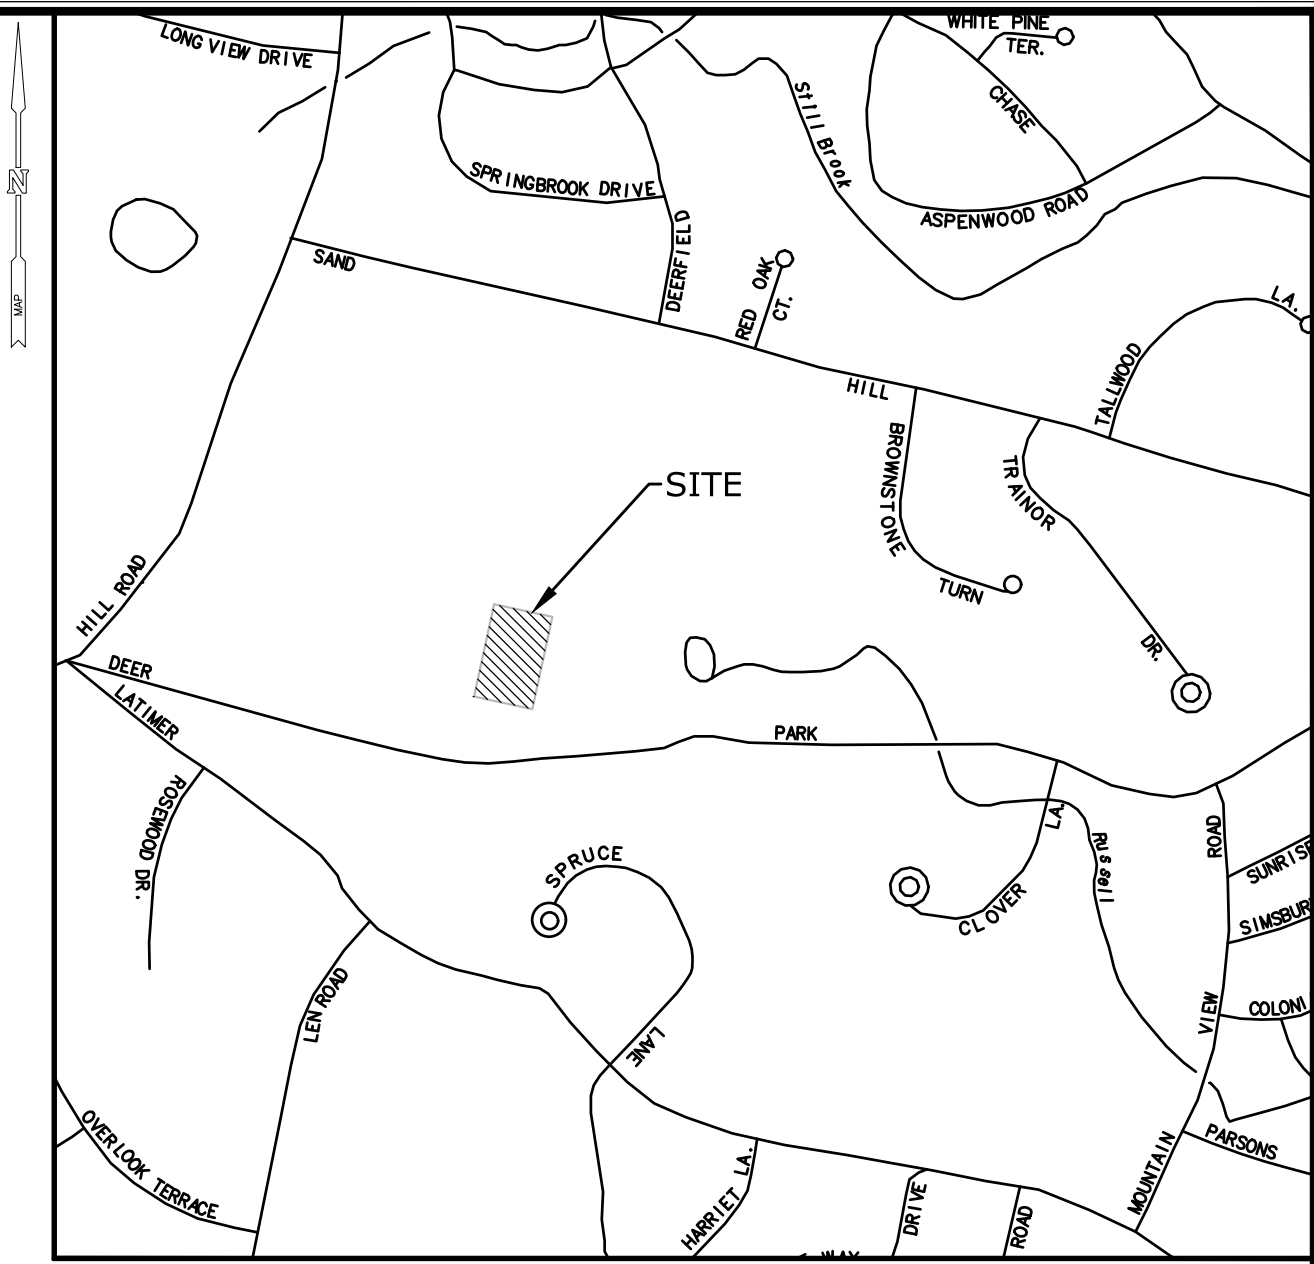 LONG VIEW DRIVE
WHITE PINE
TER.
CHASE
Still Brook
SPRINGBROOK DRIVE
ASPENWOOD ROAD
N
MAP
SAND
DEERFIELD
RED OAK
CT.
LA.
TALLWOOD
HILL
BROWNSTONE
TURN
TRAINOR
DR.
SITE
HILL ROAD
DEER
LATIMER
PARK
ROSEWOOD DR.
SPRUCE
LANE
LA.
CLOVER
Russell
ROAD
SUNRISE
SIMSBUR
COLONI
VIEW
LEN ROAD
OVERLOOK TERRACE
HARRIET LA.
DRIVE
ROAD
MOUNTAIN
PARSONS
WAY